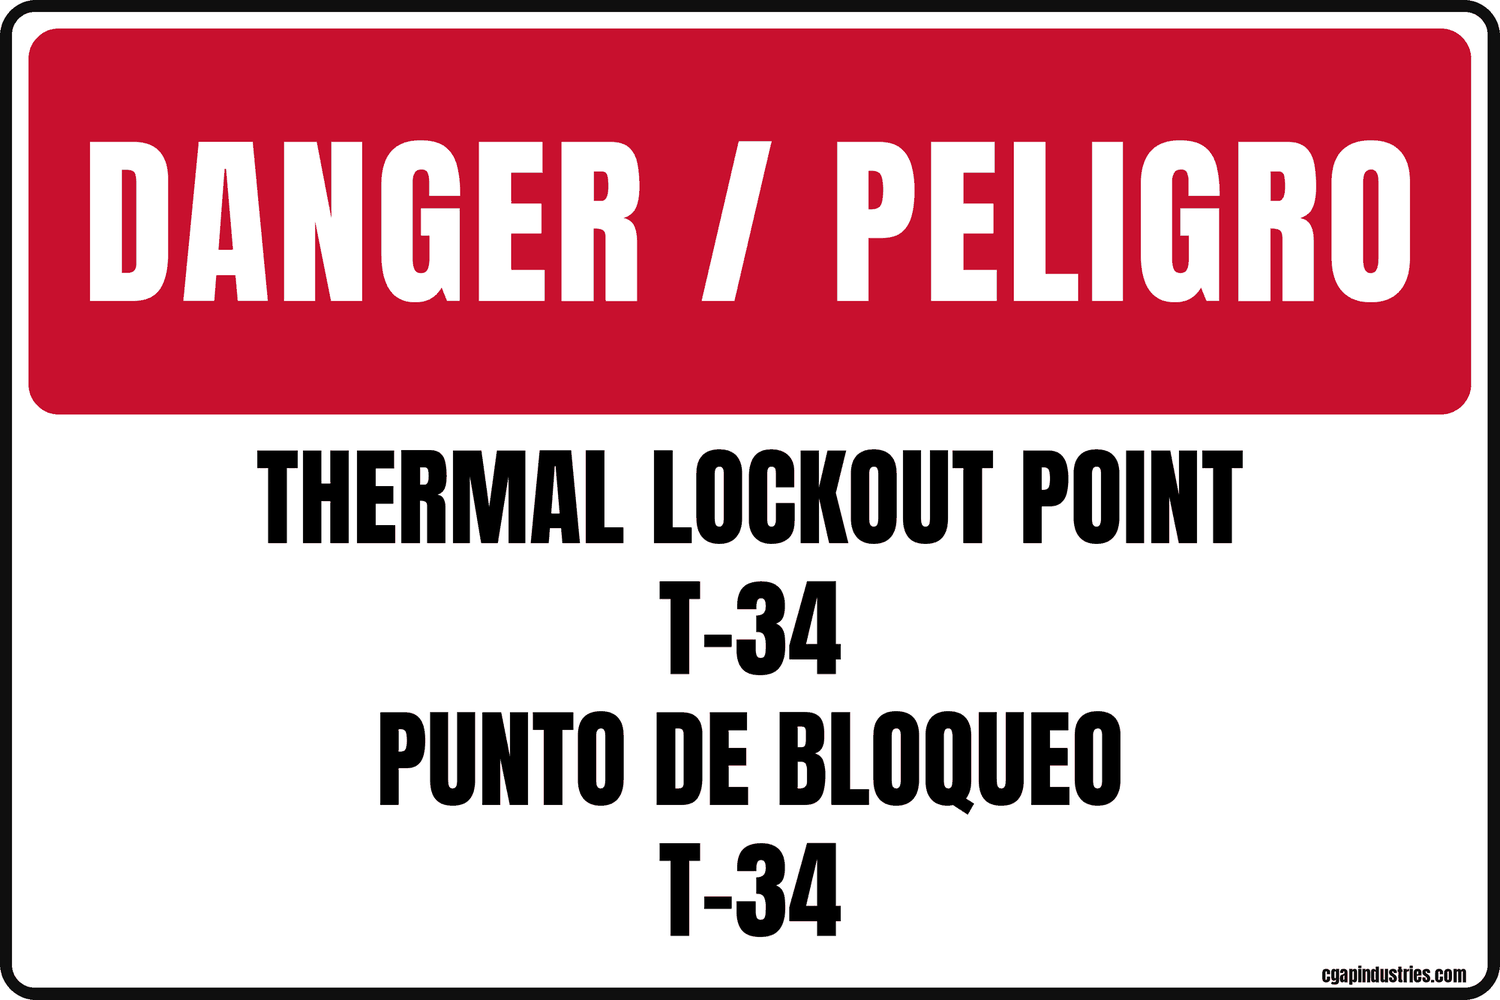 DANGER / PELIGRO
THERMAL LOCKOUT POINT
T-34
PUNTO DE BLOQUEO
T-34
cgapindustries.com